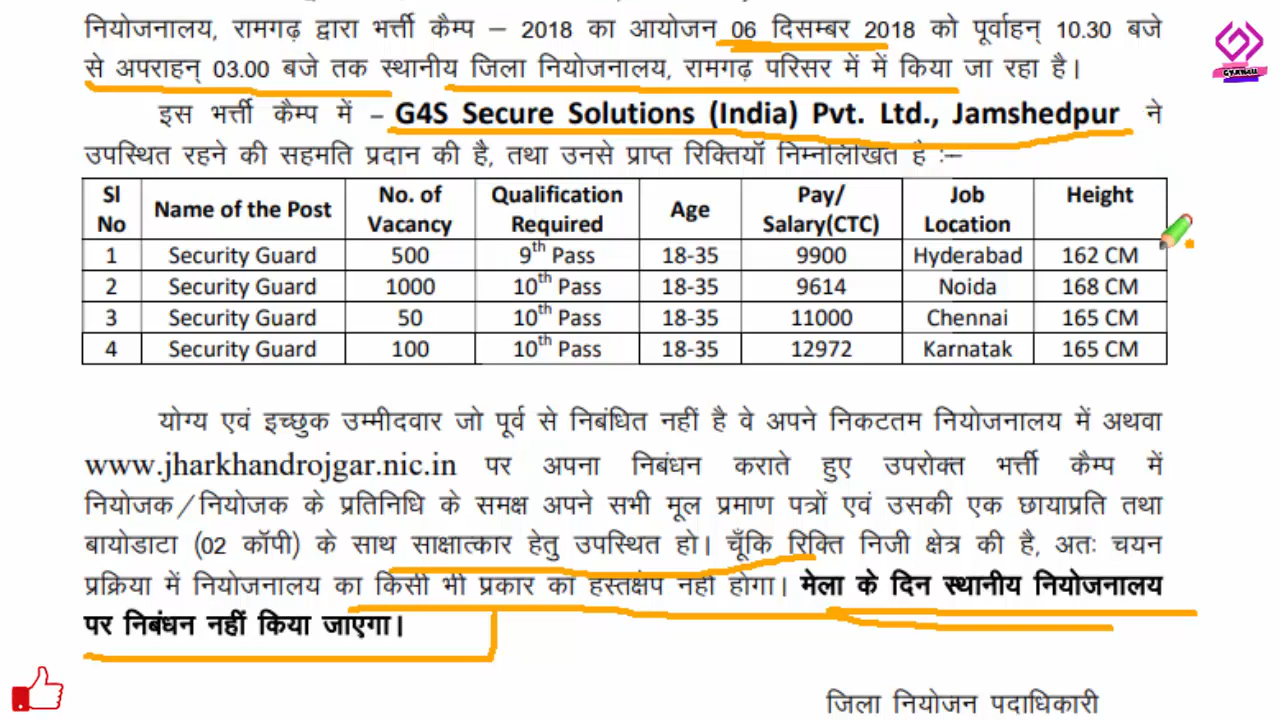 नियोजनालय, रामगढ़ द्वारा भर्त्ती कैम्प – 2018 का आयोजन 06 दिसम्बर 2018 को पूर्वाहन् 10.30 बजे
से अपराहन् 03.00 बजे तक स्थानीय जिला नियोजनालय, रामगढ़ परिसर में में किया जा रहा है।
इस भर्त्ती कैम्प में – G4S Secure Solutions (India) Pvt. Ltd., Jamshedpur ने
उपस्थित रहने की सहमति प्रदान की है, तथा उनसे प्राप्त रिक्तियॉ निम्नलिखित है :–
Sl No Name of the Post No. of Vacancy Qualification Required Age Pay/ Salary(CTC) Job Location Height
1 Security Guard 500 9th Pass 18-35 9900 Hyderabad 162 CM
2 Security Guard 1000 10th Pass 18-35 9614 Noida 168 CM
3 Security Guard 50 10th Pass 18-35 11000 Chennai 165 CM
4 Security Guard 100 10th Pass 18-35 12972 Karnatak 165 CM
योग्य एवं इच्छुक उम्मीदवार जो पूर्व से निबंधित नहीं है वे अपने निकटतम नियोजनालय में अथवा
www.jharkhandrojgar.nic.in पर अपना निबंधन कराते हुए उपरोक्त भर्त्ती कैम्प में
नियोजक/नियोजक के प्रतिनिधि के समक्ष अपने सभी मूल प्रमाण पत्रों एवं उसकी एक छायाप्रति तथा
बायोडाटा (02 कॉपी) के साथ साक्षात्कार हेतु उपस्थित हो। चूँकि रिक्ति निजी क्षेत्र की है, अतः चयन
प्रक्रिया में नियोजनालय का किसी भी प्रकार का हस्तक्षेप नहीं होगा। मेला के दिन स्थानीय नियोजनालय
पर निबंधन नहीं किया जाएगा।
जिला नियोजन पदाधिकारी